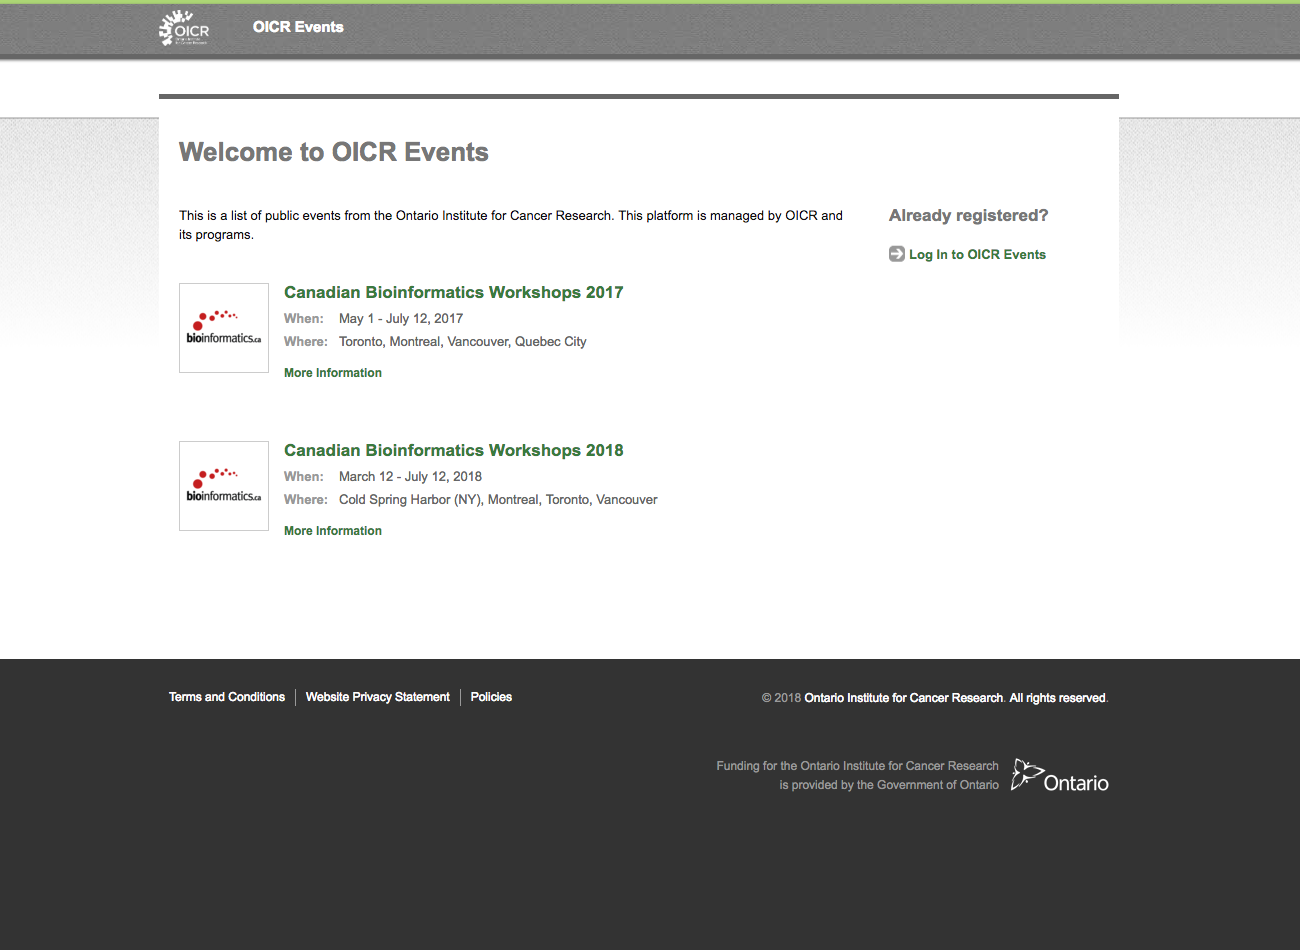 OICR
OICR Events
Welcome to OICR Events
This is a list of public events from the Ontario Institute for Cancer Research. This platform is managed by OICR and
its programs.
Already registered?
Log In to OICR Events
bioinformatics.ca
Canadian Bioinformatics Workshops 2017
When: May 1 - July 12, 2017
Where: Toronto, Montreal, Vancouver, Quebec City
More Information
bioinformatics.ca
Canadian Bioinformatics Workshops 2018
When: March 12 - July 12, 2018
Where: Cold Spring Harbor (NY), Montreal, Toronto, Vancouver
More Information
Terms and Conditions
Website Privacy Statement
Policies
© 2018 Ontario Institute for Cancer Research. All rights reserved.
Funding for the Ontario Institute for Cancer Research
is provided by the Government of Ontario
Ontario